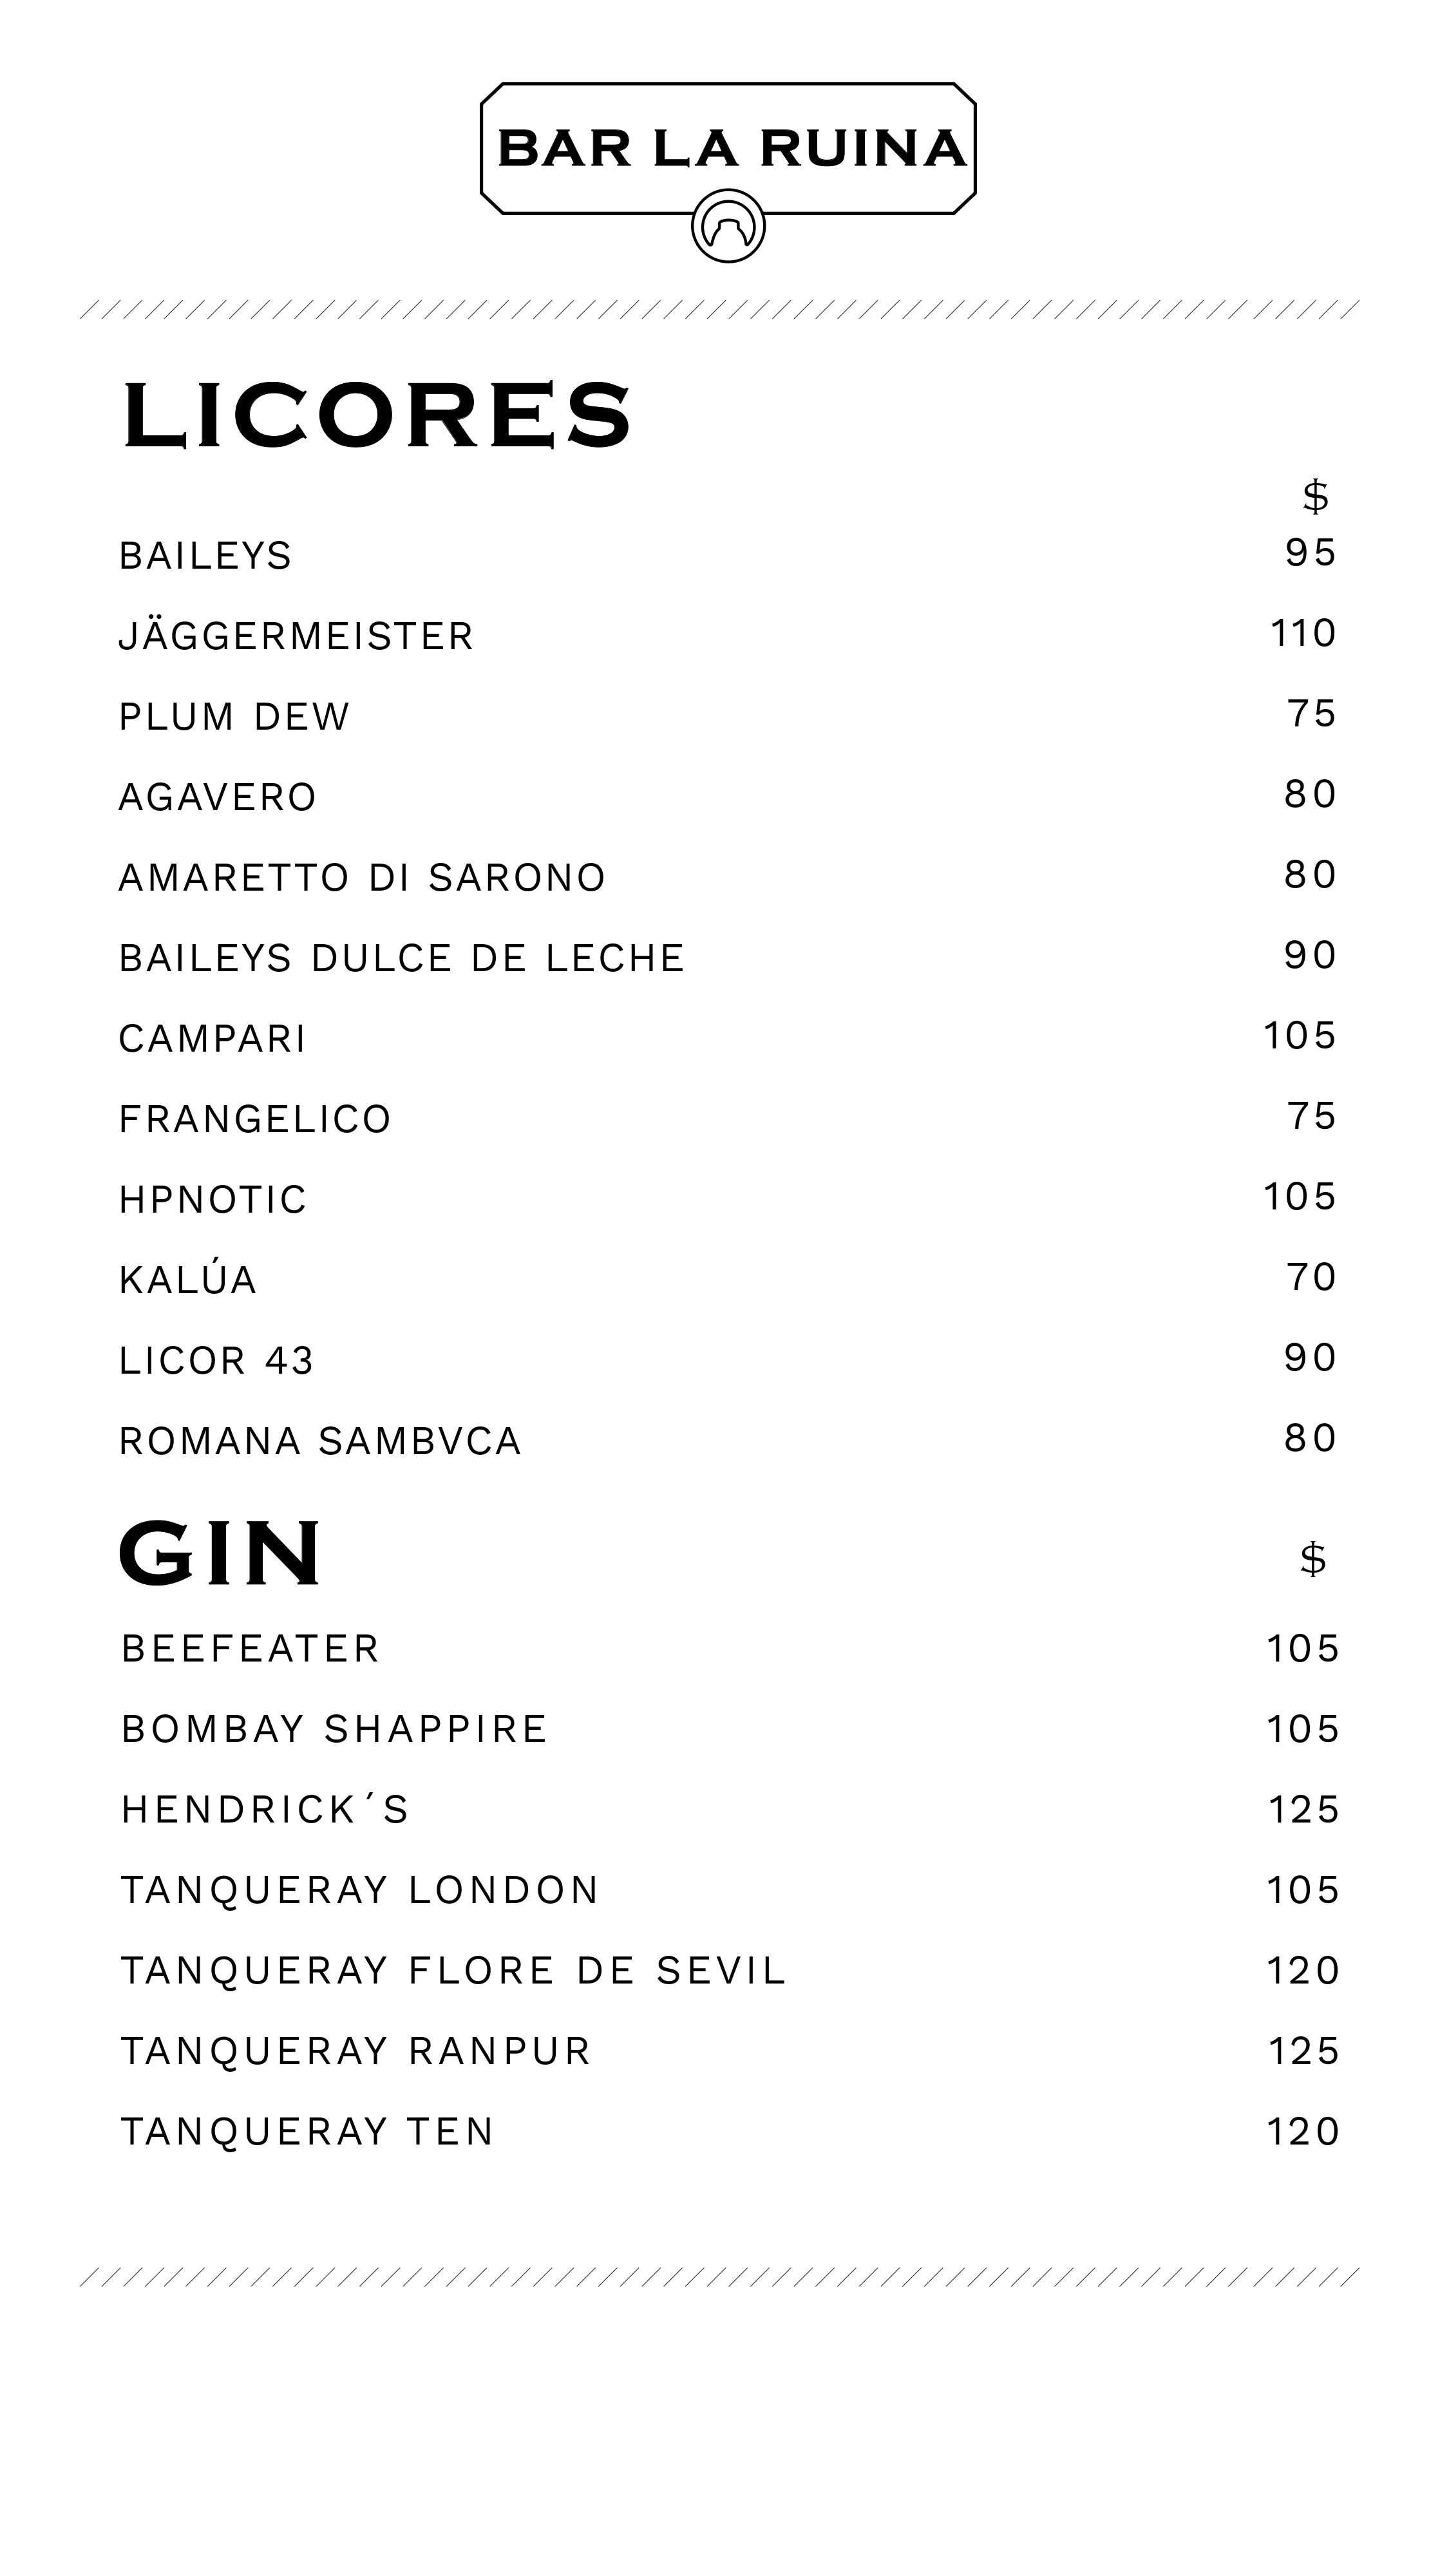 BAR LA RUINA
LICORES
$
BAILEYS 95
JÄGGERMEISTER 110
PLUM DEW 75
AGAVERO 80
AMARETTO DI SARONO 80
BAILEYS DULCE DE LECHE 90
CAMPARI 105
FRANGELICO 75
HPNOTIC 105
KALÚA 70
LICOR 43 90
ROMANA SAMBVCA 80
GIN $
BEEFEATER 105
BOMBAY SHAPPIRE 105
HENDRICK´S 125
TANQUERAY LONDON 105
TANQUERAY FLORE DE SEVIL 120
TANQUERAY RANPUR 125
TANQUERAY TEN 120